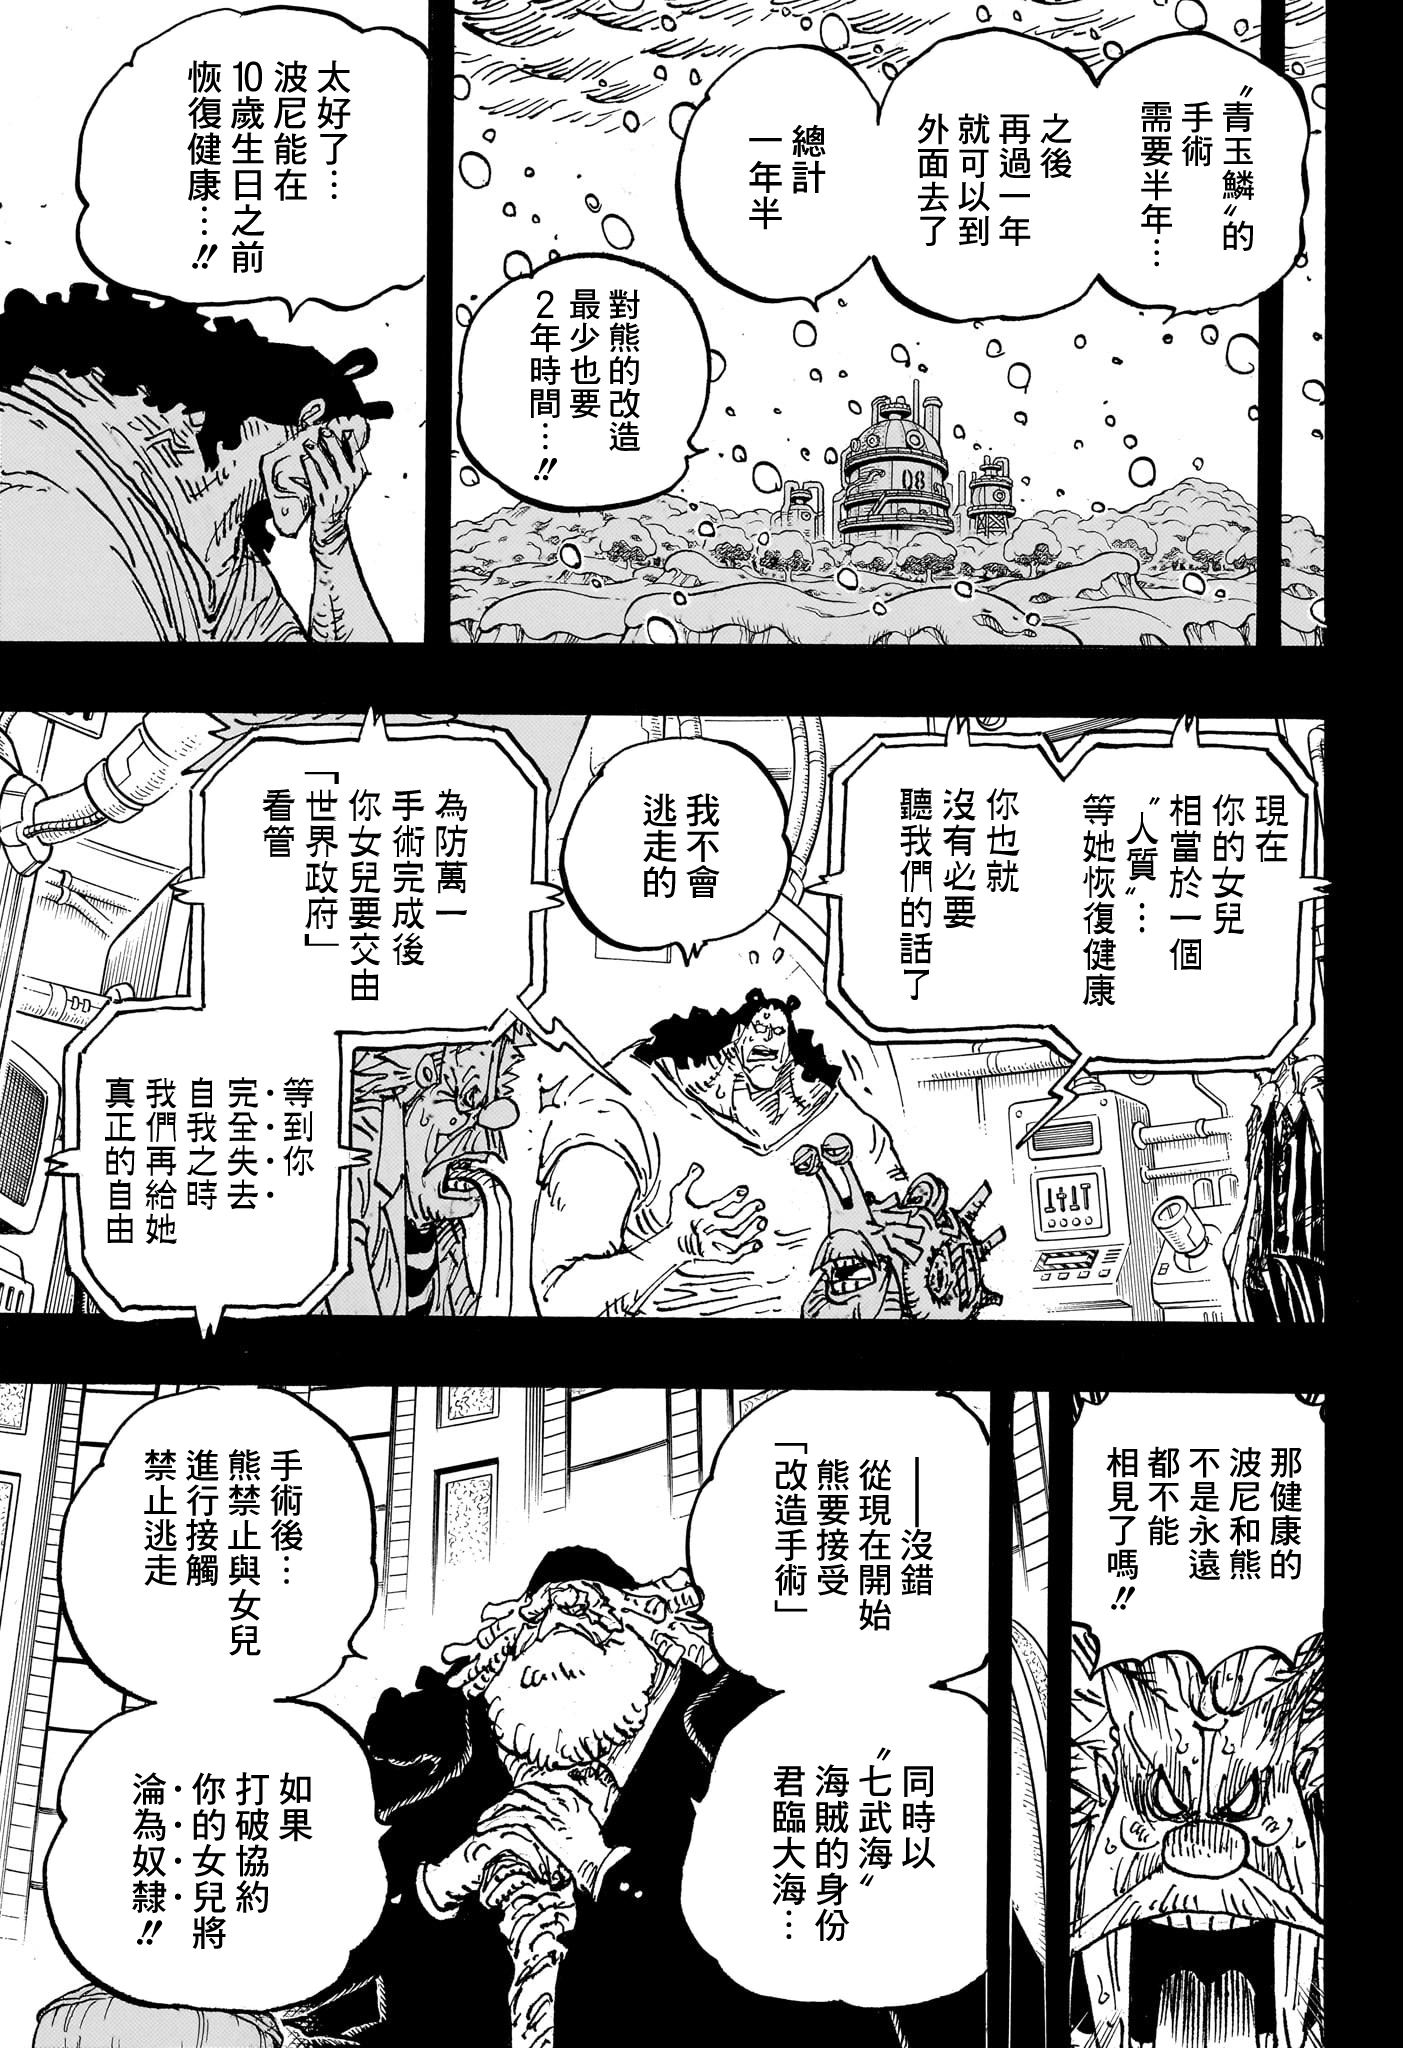 〝青玉鱗〞的
手術
需要半年…
之後
再過一年
就可以到
外面去了
總計
一年半
對熊的改造
最少也要
2年時間…!!
08
太好了…
波尼能在
10歲生日之前
恢復健康…!!
現在
你的女兒
相當於一個
〝人質〞…
等她恢復健康
你也就
沒有必要
聽我們的話了
我不會
逃走的
為防萬一
手術完成後
你女兒要交由
「世界政府」
看管
等到你
完全失去
自我之時
我們再給她
真正的自由
那健康的
波尼和熊
不是永遠
都不能
相見了嗎!!
——沒錯
從現在開始
熊要接受
「改造手術」
同時以
〝七武海〞
海賊的身份
君臨大海…
手術後…
熊禁止與女兒
進行接觸
禁止逃走
如果
打破協約
你的女兒將
淪為奴隸!!